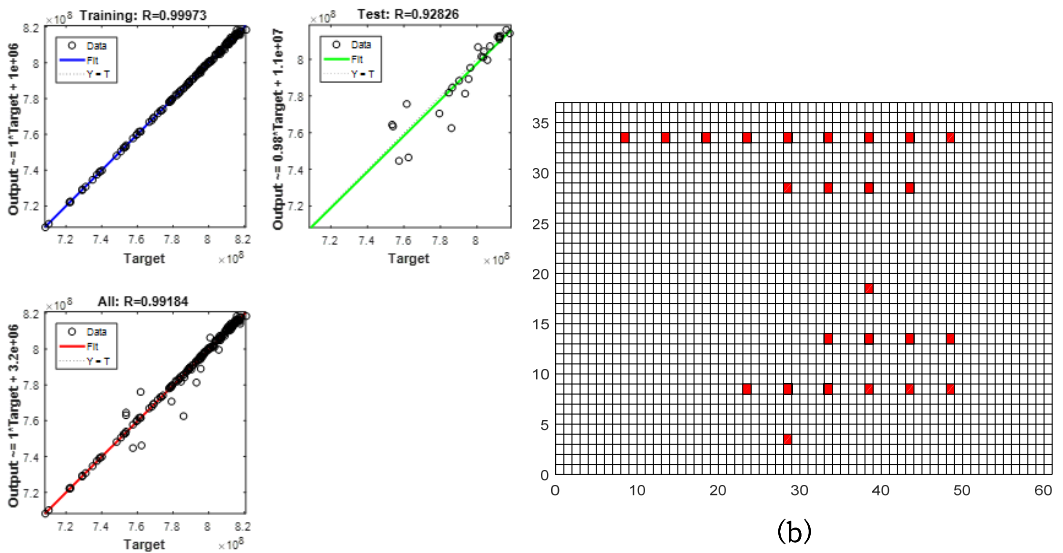 ×10⁸
Training: R=0.99973
8.2
8
7.8
7.6
7.4
7.2
Output ~= 1*Target + 1e+06
Data
Fit
Y = T
7.2 7.4 7.6 7.8 8 8.2
Target
×10⁸
×10⁸
Test: R=0.92826
8
7.8
7.6
7.4
7.2
Output ~= 0.98*Target + 1.1e+07
Data
Fit
Y = T
7.2 7.4 7.6 7.8 8
Target
×10⁸
×10⁸
All: R=0.99184
8.2
8
7.8
7.6
7.4
7.2
Output ~= 1*Target + 3.2e+06
Data
Fit
Y = T
7.2 7.4 7.6 7.8 8 8.2
Target
×10⁸
35
30
25
20
15
10
5
0
0 10 20 30 40 50 60
(b)